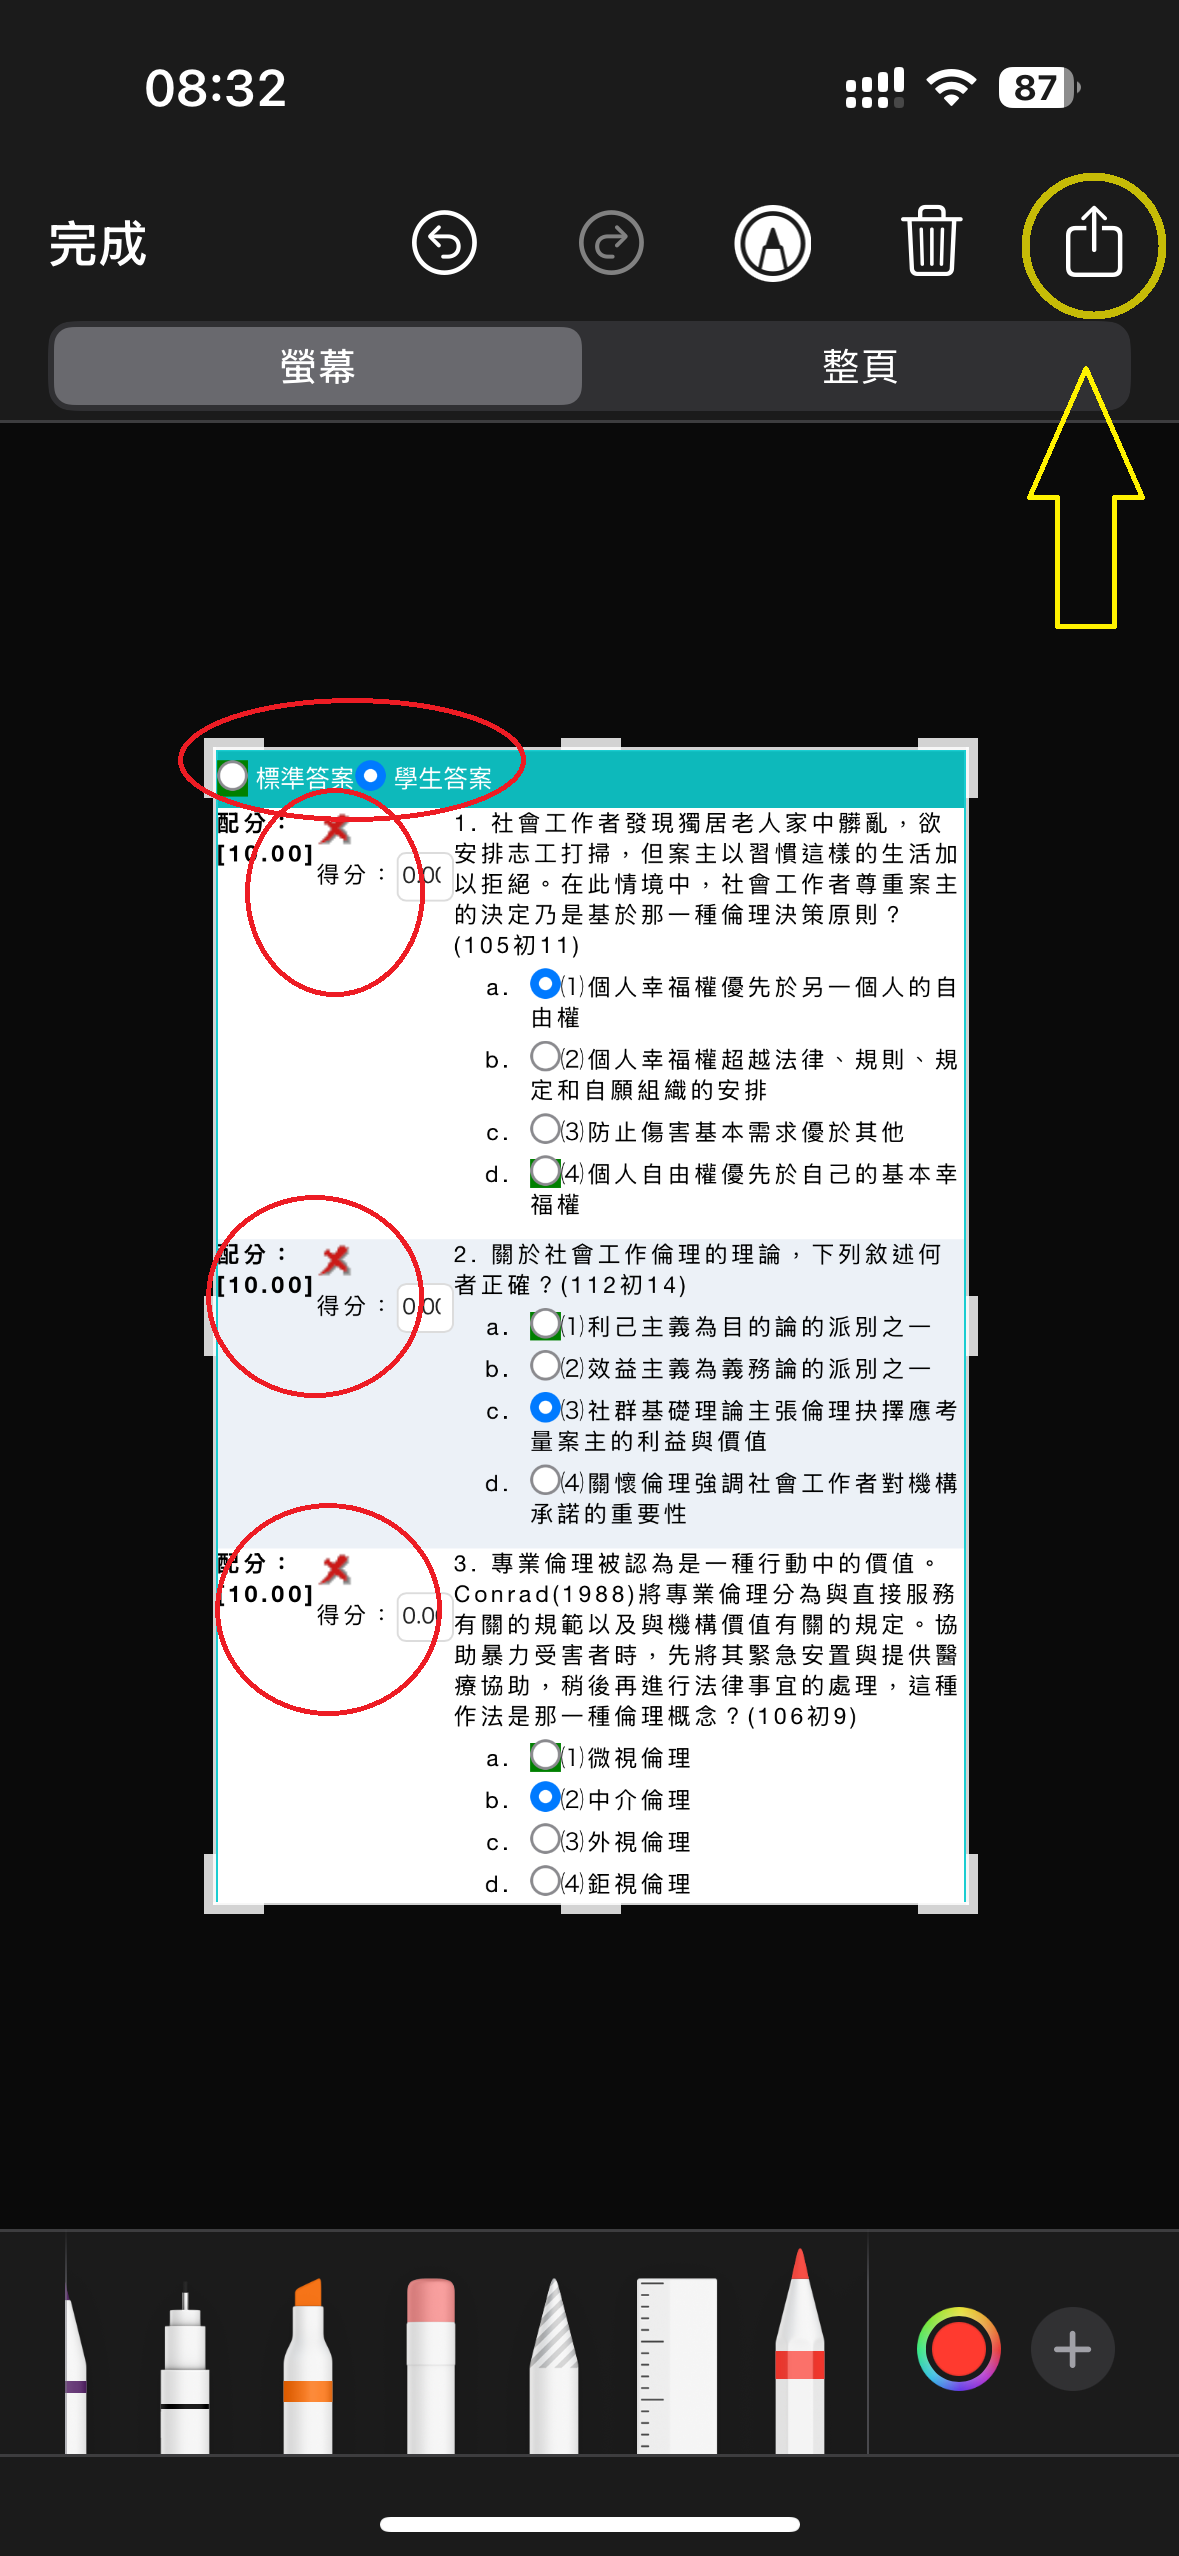 08:32
87
完成
螢幕
整頁
標準答案 學生答案
配分：
[10.00]
得分：
0.00
1. 社會工作者發現獨居老人家中髒亂，欲
安排志工打掃，但案主以習慣這樣的生活加
以拒絕。在此情境中，社會工作者尊重案主
的決定乃是基於那一種倫理決策原則？
(105初11)
a. ⑴個人幸福權優先於另一個人的自
由權
b. ⑵個人幸福權超越法律、規則、規
定和自願組織的安排
c. ⑶防止傷害基本需求優於其他
d. ⑷個人自由權優先於自己的基本幸
福權
配分：
[10.00]
得分：
0.00
2. 關於社會工作倫理的理論，下列敘述何
者正確？(112初14)
a. ⑴利己主義為目的論的派別之一
b. ⑵效益主義為義務論的派別之一
c. ⑶社群基礎理論主張倫理抉擇應考
量案主的利益與價值
d. ⑷關懷倫理強調社會工作者對機構
承諾的重要性
配分：
[10.00]
得分：
0.00
3. 專業倫理被認為是一種行動中的價值。
Conrad(1988)將專業倫理分為與直接服務
有關的規範以及與機構價值有關的規定。協
助暴力受害者時，先將其緊急安置與提供醫
療協助，稍後再進行法律事宜的處理，這種
作法是那一種倫理概念？(106初9)
a. ⑴微視倫理
b. ⑵中介倫理
c. ⑶外視倫理
d. ⑷鉅視倫理